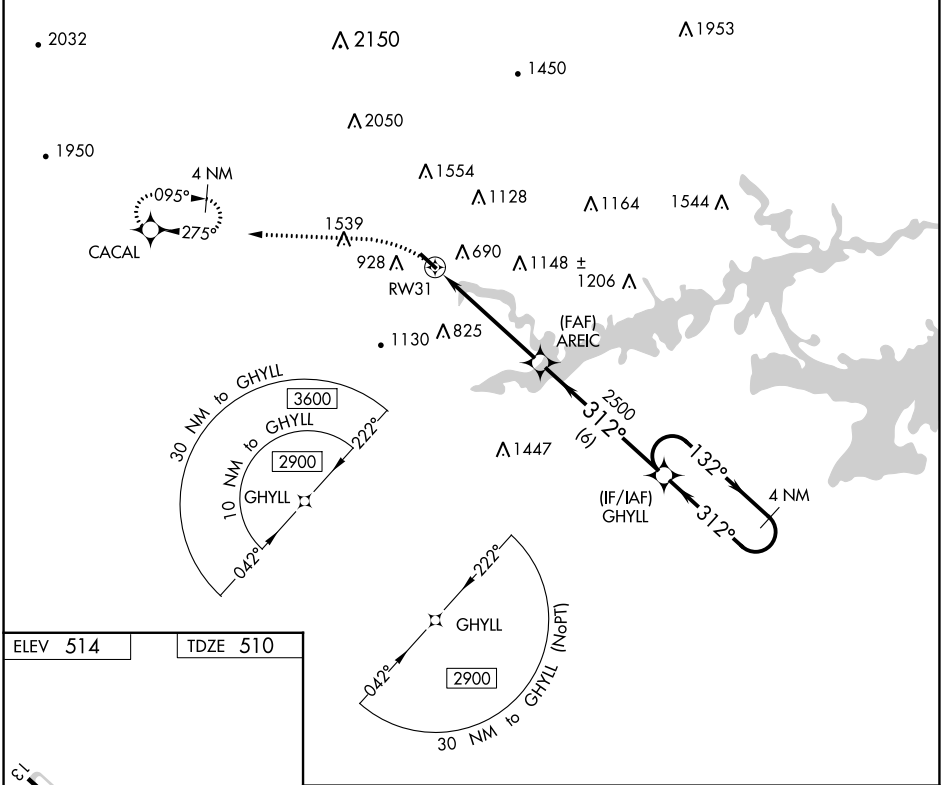 2032
2150
1953
1450
2050
1950
1554
4 NM
095°
1128
1164
1544
275°
CACAL
1539
690
928
1148 ±
1206
RW31
(FAF)
AREIC
825
1130
30 NM to GHYLL
3600
10 NM to GHYLL
222°
2900
GHYLL
042°
2500
312°
(6)
1447
132°
4 NM
(IF/IAF)
GHYLL
312°
222°
GHYLL
042°
2900
30 NM to GHYLL (NoPT)
ELEV 514
TDZE 510
13